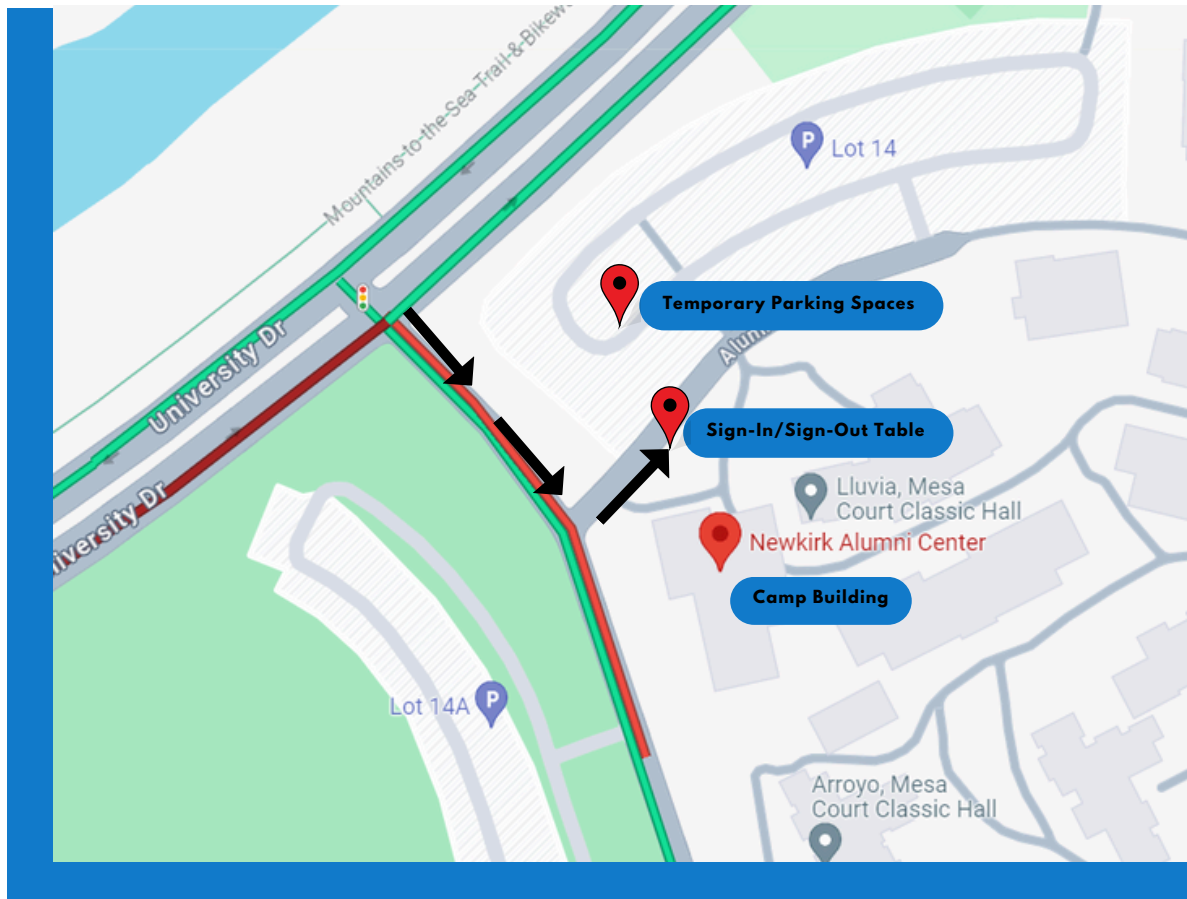 Mountains-to-the-Sea Trail & Bikew
P
Lot 14
Temporary Parking Spaces
University Dr
Alum
Sign-In/Sign-Out Table
Lluvia, Mesa
Court Classic Hall
niversity Dr
Newkirk Alumni Center
Camp Building
P
Lot 14A
Arroyo, Mesa
Court Classic Hall